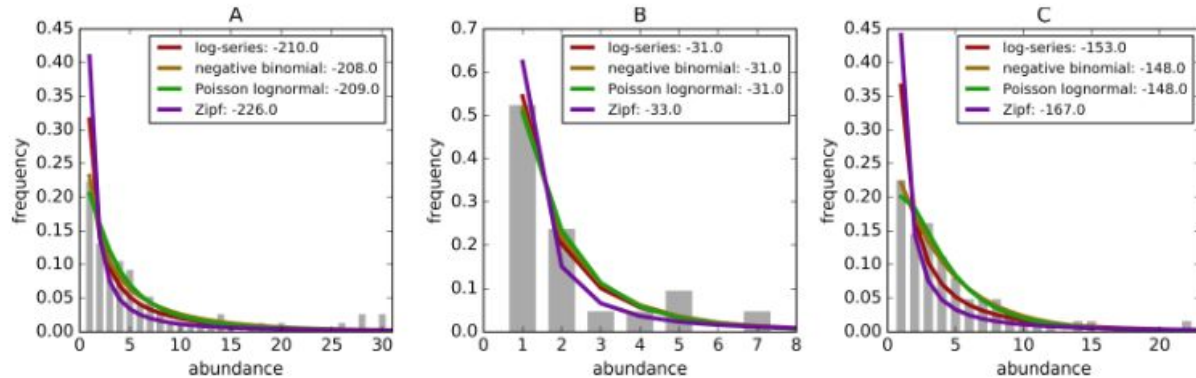 A
0.45
0.40
0.35
0.30
0.25
0.20
0.15
0.10
0.05
0.00
frequency
log-series: -210.0
negative binomial: -208.0
Poisson lognormal: -209.0
Zipf: -226.0
0 5 10 15 20 25 30
abundance
B
0.7
0.6
0.5
0.4
0.3
0.2
0.1
0.0
frequency
log-series: -31.0
negative binomial: -31.0
Poisson lognormal: -31.0
Zipf: -33.0
0 1 2 3 4 5 6 7 8
abundance
C
0.45
0.40
0.35
0.30
0.25
0.20
0.15
0.10
0.05
0.00
frequency
log-series: -153.0
negative binomial: -148.0
Poisson lognormal: -148.0
Zipf: -167.0
0 5 10 15 20
abundance